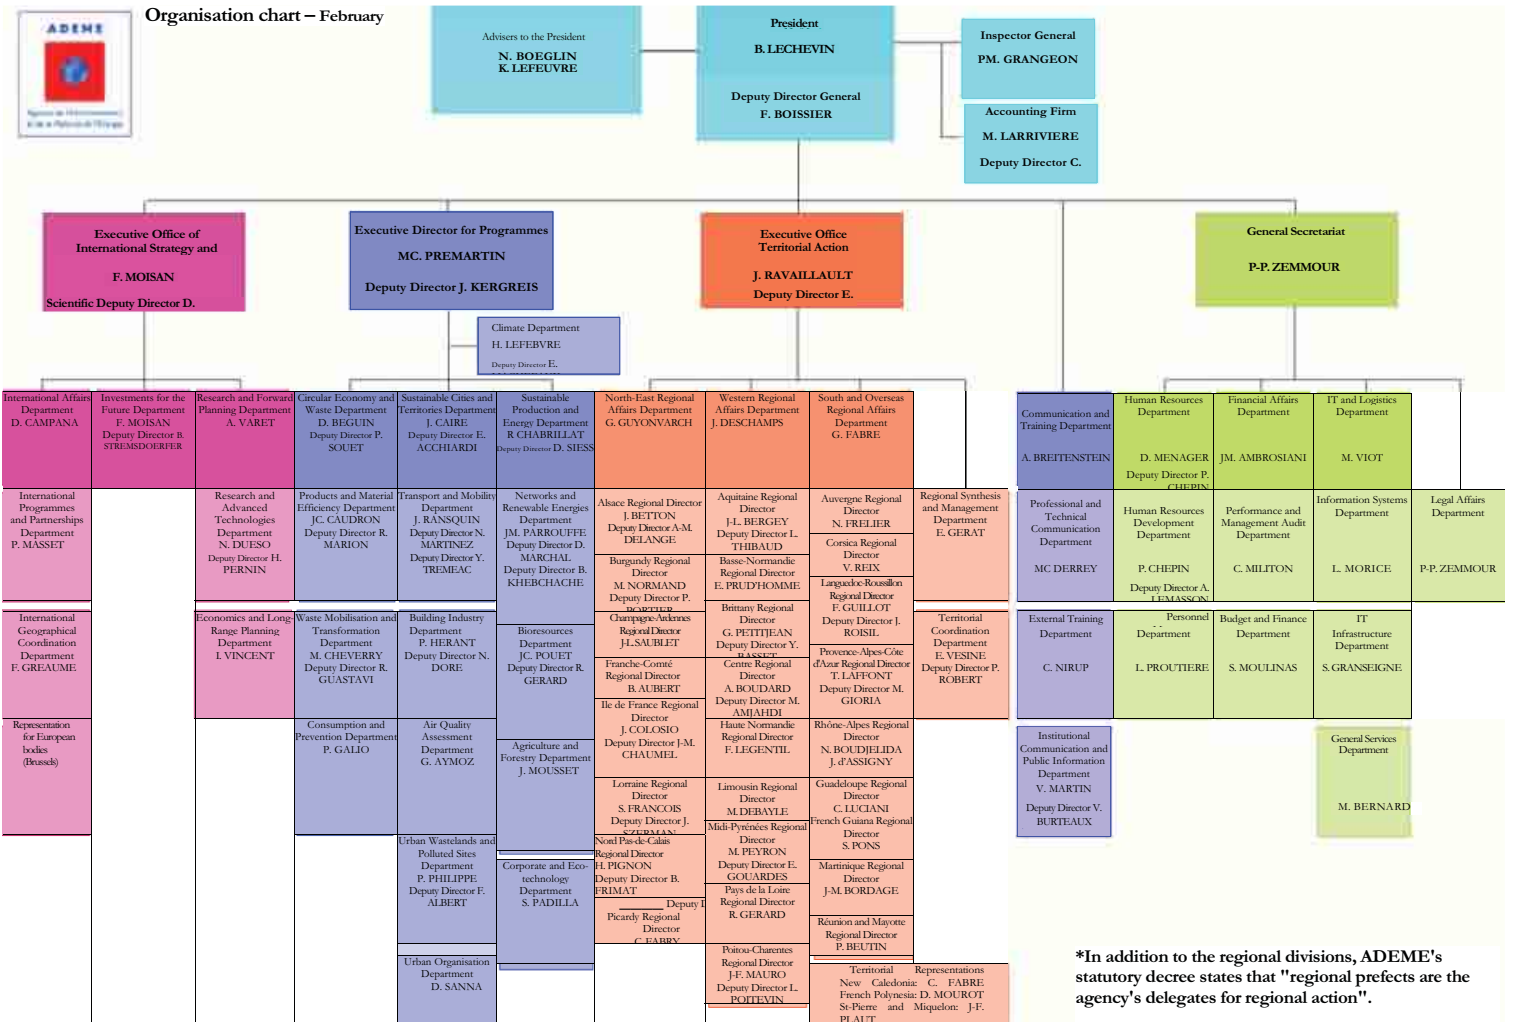 Organisation chart – February
ADEME
Advisers to the President
N. BOEGLIN
K. LEFEUVRE
President
B. LECHEVIN
Deputy Director General
F. BOISSIER
Inspector General
PM. GRANGEON
Accounting Firm
M. LARRIVIERE
Deputy Director C.
Executive Office of
International Strategy and
F. MOISAN
Scientific Deputy Director D.
Executive Director for Programmes
MC. PREMARTIN
Deputy Director J. KERGREIS
Executive Office
Territorial Action
J. RAVAILLAULT
Deputy Director E.
General Secretariat
P-P. ZEMMOUR
Climate Department
H. LEFEBVRE
Deputy Director E.
International Affairs
Department
D. CAMPANA
Investments for the
Future Department
F. MOISAN
Deputy Director B.
STREMSDOERFER
Research and Forward
Planning Department
A. VARET
Circular Economy and
Waste Department
D. BEGUIN
Deputy Director P.
SOUET
Sustainable Cities and
Territories Department
J. CAIRE
Deputy Director E.
ACCHIARDI
Sustainable
Production and
Energy Department
R CHABRILLAT
Deputy Director D. SIESS
North-East Regional
Affairs Department
G. GUYONVARCH
Western Regional
Affairs Department
J. DESCHAMPS
South and Overseas
Regional Affairs
Department
G. FABRE
Communication and
Training Department
A. BREITENSTEIN
Human Resources
Department
D. MENAGER
Deputy Director P.
CHEPIN
Financial Affairs
Department
JM. AMBROSIANI
IT and Logistics
Department
M. VIOT
International
Programmes
and Partnerships
Department
P. MASSET
International
Geographical
Coordination
Department
F. GREAUME
Representation
for European
bodies
(Brussels)
Research and
Advanced
Technologies
Department
N. DUESO
Deputy Director H.
PERNIN
Economics and Long-
Range Planning
Department
I. VINCENT
Products and Material
Efficiency Department
JC. CAUDRON
Deputy Director R.
MARION
Waste Mobilisation and
Transformation
Department
M. CHEVERRY
Deputy Director R.
GUASTAVI
Consumption and
Prevention Department
P. GALIO
Transport and Mobility
Department
J. RANSQUIN
Deputy Director N.
MARTINEZ
Deputy Director Y.
TREMEAC
Building Industry
Department
P. HERANT
Deputy Director N.
DORE
Air Quality
Assessment
Department
G. AYMOZ
Urban Wastelands and
Polluted Sites
Department
P. PHILIPPE
Deputy Director F.
ALBERT
Urban Organisation
Department
D. SANNA
Networks and
Renewable Energies
Department
JM. PARROUFFE
Deputy Director D.
MARCHAL
Deputy Director B.
KHEBCHACHE
Bioresources
Department
JC. POUET
Deputy Director R.
GERARD
Agriculture and
Forestry Department
J. MOUSSET
Corporate and Eco-
technology
Department
S. PADILLA
Alsace Regional Director
J. BETTON
Deputy Director A-M.
DELANGE
Burgundy Regional
Director
M. NORMAND
Deputy Director P.
PORTIER
Champagne-Ardennes
Regional Director
J-L.SAUBLET
Franche-Comté
Regional Director
B. AUBERT
Ile de France Regional
Director
J. COLOSIO
Deputy Director J-M.
CHAUMEL
Lorraine Regional
Director
S. FRANCOIS
Deputy Director J.
SZERMAN
Nord Pas-de-Calais
Regional Director
H. PIGNON
Deputy Director B.
FRIMAT
Deputy
Picardy Regional
Director
C. FABRY
Aquitaine Regional
Director
J-L. BERGEY
Deputy Director L.
THIBAUD
Basse-Normandie
Regional Director
E. PRUD'HOMME
Brittany Regional
Director
G. PETITJEAN
Deputy Director Y.
BASSET
Centre Regional
Director
A. BOUDARD
Deputy Director M.
AMJAHDI
Haute Normandie
Regional Director
F. LEGENTIL
Limousin Regional
Director
M. DEBAYLE
Midi-Pyrénées Regional
Director
M. PEYRON
Deputy Director E.
GOUARDES
Pays de la Loire
Regional Director
R. GERARD
Poitou-Charentes
Regional Director
J-F. MAURO
Deputy Director L.
POITEVIN
Auvergne Regional
Director
N. FRELIER
Corsica Regional
Director
V. REIX
Languedoc-Roussillon
Regional Director
F. GUILLOT
Deputy Director J.
ROISIL
Provence-Alpes-Côte
d'Azur Regional Director
T. LAFFONT
Deputy Director M.
GIORIA
Rhône-Alpes Regional
Director
N. BOUDJELIDA
J. d'ASSIGNY
Guadeloupe Regional
Director
C. LUCIANI
French Guiana Regional
Director
S. PONS
Martinique Regional
Director
J-M. BORDAGE
Réunion and Mayotte
Regional Director
P. BEUTIN
Territorial Representations
New Caledonia: C. FABRE
French Polynesia: D. MOUROT
St-Pierre and Miquelon: J-F.
PLAUT
Regional Synthesis
and Management
Department
E. GERAT
Territorial
Coordination
Department
E. VESINE
Deputy Director P.
ROBERT
Professional and
Technical
Communication
Department
MC DERREY
External Training
Department
C. NIRUP
Institutional
Communication and
Public Information
Department
V. MARTIN
Deputy Director V.
BURTEAUX
Human Resources
Development
Department
P. CHEPIN
Deputy Director A.
LEMASSON
Personnel
Department
L. PROUTIERE
Performance and
Management Audit
Department
C. MILITON
Budget and Finance
Department
S. MOULINAS
Information Systems
Department
L. MORICE
IT
Infrastructure
Department
S. GRANSEIGNE
General Services
Department
M. BERNARD
Legal Affairs
Department
P-P. ZEMMOUR
*In addition to the regional divisions, ADEME's
statutory decree states that "regional prefects are the
agency's delegates for regional action".